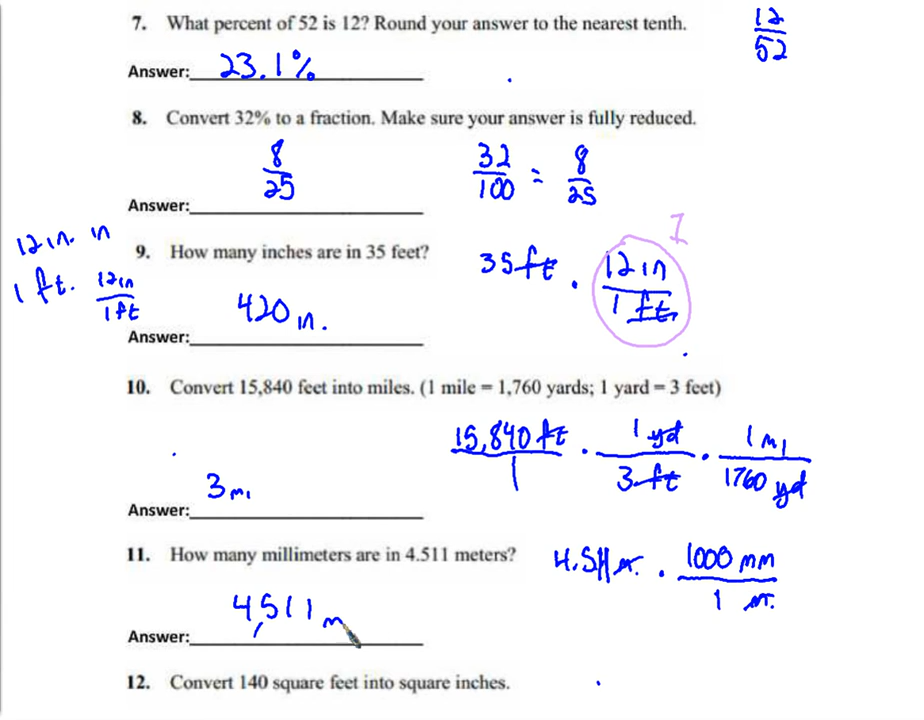 7. What percent of 52 is 12? Round your answer to the nearest tenth.
12
52
Answer: 23.1%
8. Convert 32% to a fraction. Make sure your answer is fully reduced.
8
25
32
100
=
8
25
Answer:
12 in. in
1 ft.
12in
1ft
9. How many inches are in 35 feet?
35ft ·
12 in
1 ft.
1
420 in.
Answer:
10. Convert 15,840 feet into miles. (1 mile = 1,760 yards; 1 yard = 3 feet)
15,840 ft
1
·
1 yd
3 ft
·
1 mi
1760 yd
3 mi
Answer:
11. How many millimeters are in 4.511 meters?
4.511 m. ·
1000 mm
1 m.
4,511 m
Answer:
12. Convert 140 square feet into square inches.